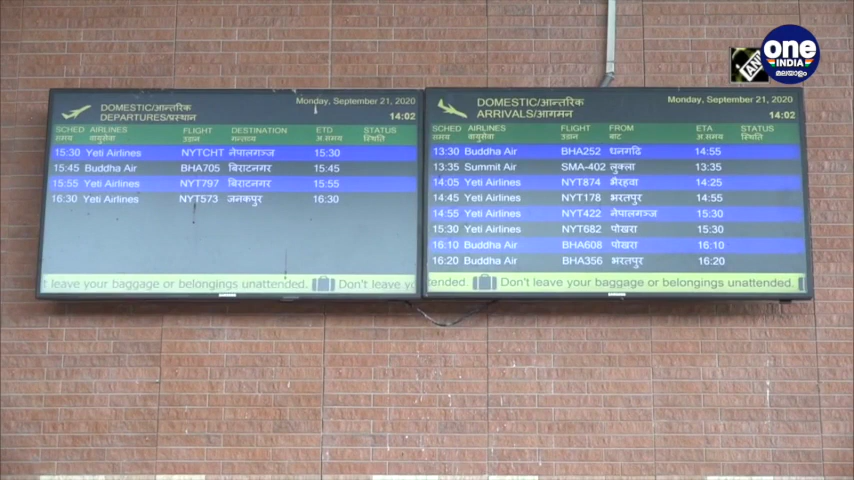 one
INDIA
മലയാളം
ANI
DOMESTIC/आन्तरिक
DEPARTURES/प्रस्थान
Monday, September 21, 2020
14:02
SCHED AIRLINES FLIGHT DESTINATION ETD STATUS
समय वायुसेवा उडान गन्तव्य अ समय स्थिति
15:30 Yeti Airlines NYTCHT नेपालगञ्ज 15:30
15:45 Buddha Air BHA705 बिराटनगर 15:45
15:55 Yeti Airlines NYT797 बिराटनगर 15:55
16:30 Yeti Airlines NYT573 जनकपुर 16:30
t leave your baggage or belongings unattended. Don't leave yo
DOMESTIC/आन्तरिक
ARRIVALS/आगमन
Monday, September 21, 2020
14:02
SCHED AIRLINES FLIGHT FROM ETA STATUS
समय वायुसेवा उडान बाट अ समय स्थिति
13:30 Buddha Air BHA252 धनगढि 14:55
13:35 Summit Air SMA-402 लुक्ला 13:35
14:05 Yeti Airlines NYT874 भैरहवा 14:25
14:45 Yeti Airlines NYT178 भरतपुर 14:55
14:55 Yeti Airlines NYT422 नेपालगञ्ज 15:30
15:30 Yeti Airlines NYT682 पोखरा 15:30
16:10 Buddha Air BHA608 पोखरा 16:10
16:20 Buddha Air BHA356 भरतपुर 16:20
tended. Don't leave your baggage or belongings unattended.